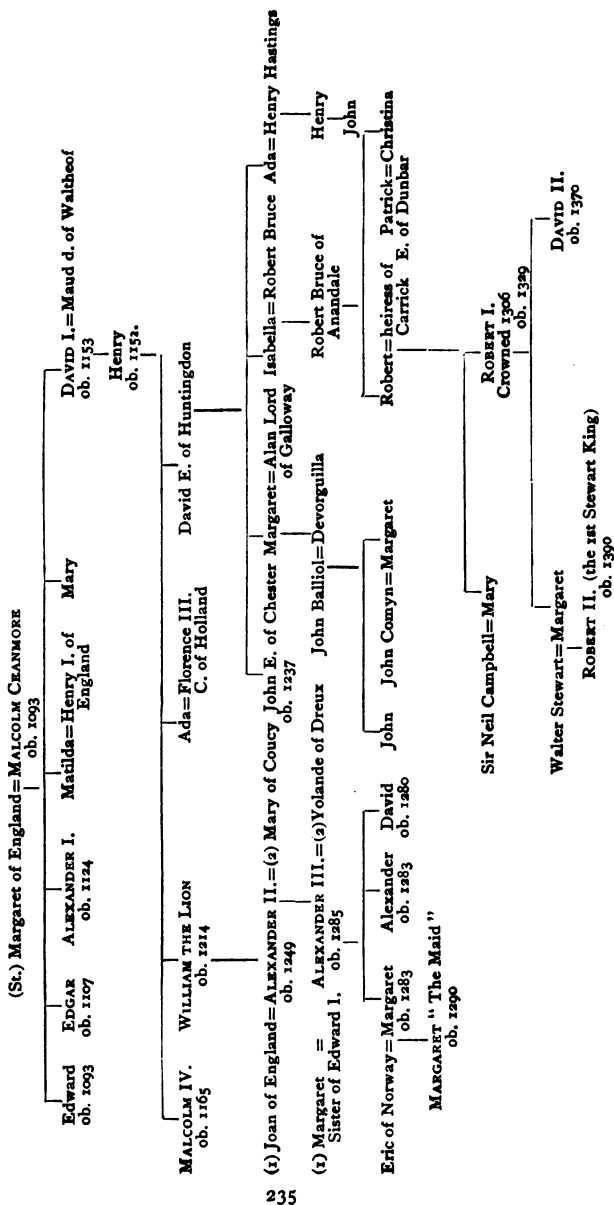 (St.) Margaret of England=MALCOLM CEANMORE
ob. 1093
Edward EDGAR ALEXANDER I. Matilda=Henry I. of Mary DAVID I.=Maud d. of Waltheof
ob. 1093 ob. 1107 ob. 1124 England ob. 1153
Henry
ob. 1152.
MALCOLM IV. WILLIAM THE LION Ada=Florence III. David E. of Huntingdon
ob. 1165 ob. 1214 C. of Holland
(1) Joan of England=ALEXANDER II.=(2) Mary of Coucy John E. of Chester Margaret=Alan Lord Isabella=Robert Bruce Ada=Henry Hastings
ob. 1249 ob. 1237 of Galloway
(1) Margaret = ALEXANDER III.=(2) Yolande of Dreux John Balliol=Devorguilla Robert Bruce of Henry
Sister of Edward I. ob. 1285 Anandale
John
Eric of Norway=Margaret Alexander David John John Comyn=Margaret Robert=heiress of Patrick=Christina
ob. 1283 ob. 1283 ob. 1280 Carrick E. of Dunbar
MARGARET "The Maid"
ob. 1290
Sir Neil Campbell=Mary ROBERT I.
Crowned 1306
ob. 1329
Walter Stewart=Margaret DAVID II.
ob. 1370
ROBERT II. (the 1st Stewart King)
ob. 1390
235